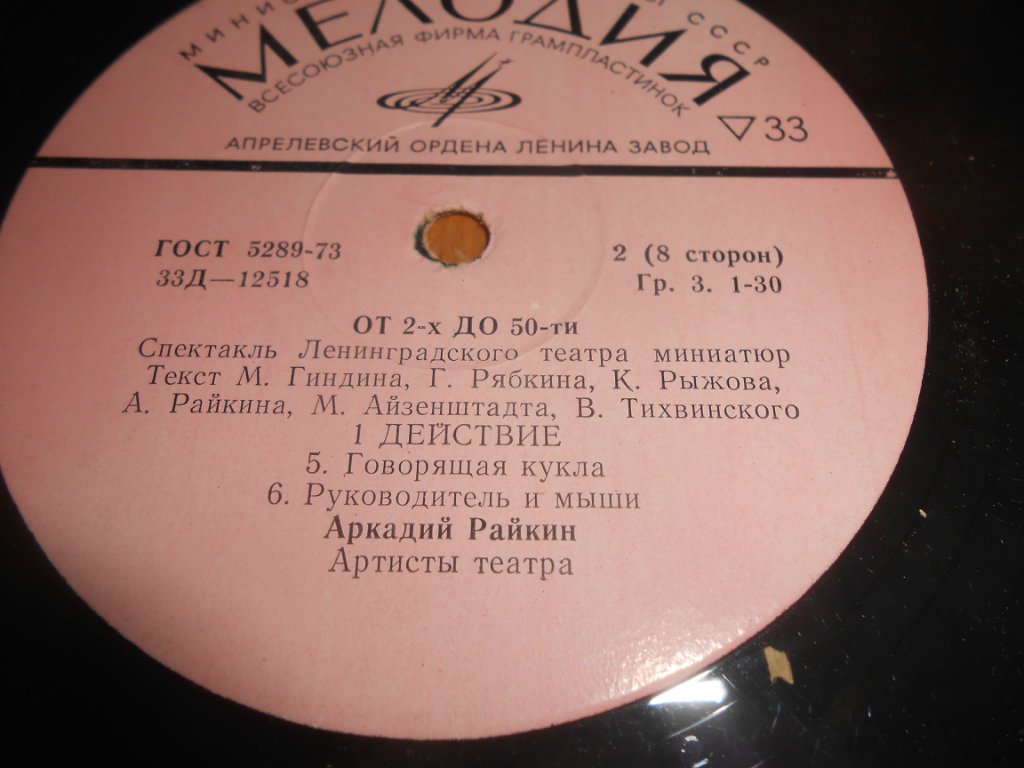 МЕЛОДИЯ
СССР
ВСЕСОЮЗНАЯ ФИРМА ГРАМПЛАСТИНОК
▽33
АПРЕЛЕВСКИЙ ОРДЕНА ЛЕНИНА ЗАВОД
ГОСТ 5289-73
33Д—12518
2 (8 сторон)
Гр. 3. 1-30
ОТ 2-х ДО 50-ти
Спектакль Ленинградского театра миниатюр
Текст М. Гиндина, Г. Рябкина, К. Рыжова,
А. Райкина, М. Айзенштадта, В. Тихвинского
1 ДЕЙСТВИЕ
5. Говорящая кукла
6. Руководитель и мыши
Аркадий Райкин
Артисты театра